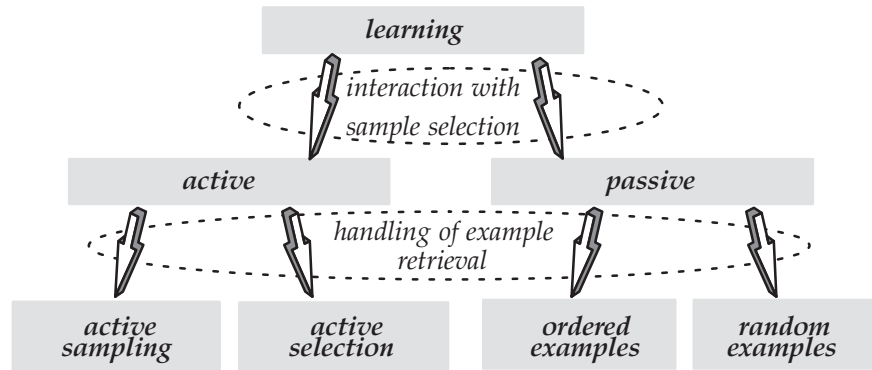 learning
interaction with
sample selection
active
passive
handling of example
retrieval
active
sampling
active
selection
ordered
examples
random
examples